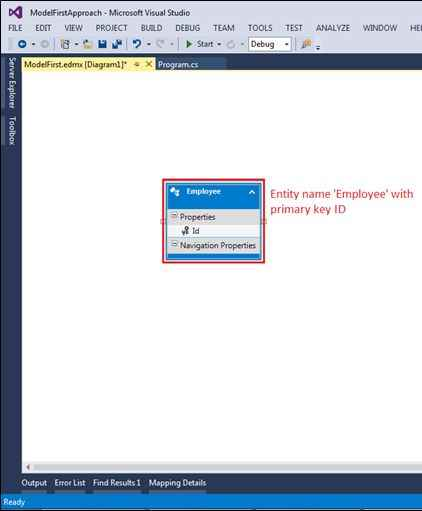 ModelFirstApproach - Microsoft Visual Studio
FILE EDIT VIEW PROJECT BUILD DEBUG TEAM TOOLS TEST ANALYZE WINDOW HEL
Start Debug
ModelFirst.edmx [Diagram1]* Program.cs
Server Explorer
Toolbox
Employee
Properties
Id
Navigation Properties
Entity name 'Employee' with
primary key ID
Output Error List Find Results 1 Mapping Details
Ready